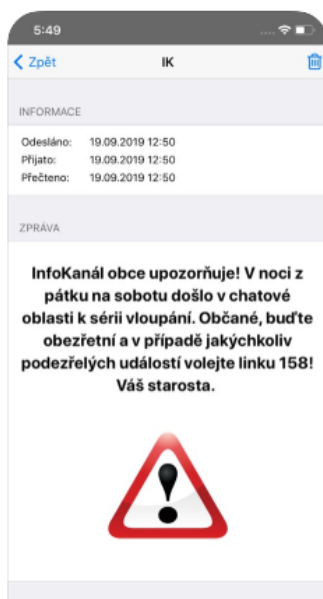 5:49
Zpět
IK
INFORMACE
Odesláno: 19.09.2019 12:50
Přijato: 19.09.2019 12:50
Přečteno: 19.09.2019 12:50
ZPRÁVA
InfoKanál obce upozorňuje! V noci z
pátku na sobotu došlo v chatové
oblasti k sérii vloupání. Občané, buďte
obezřetní a v případě jakýchkoliv
podezřelých událostí volejte linku 158!
Váš starosta.